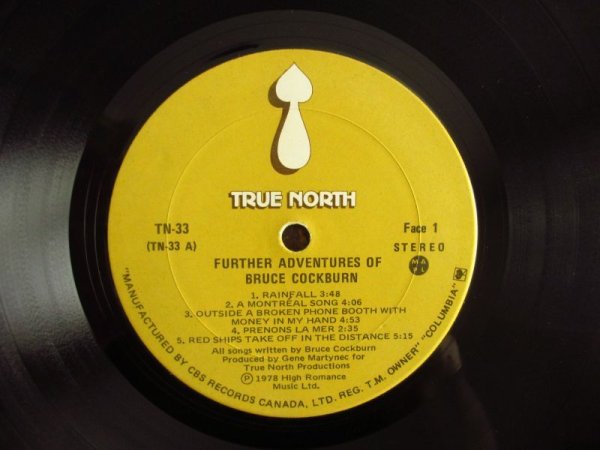 TRUE NORTH
TN-33
(TN-33 A)
Face 1
STEREO
FURTHER ADVENTURES OF
BRUCE COCKBURN
MA
PL
1. RAINFALL 3:48
2. A MONTRÉAL SONG 4:06
3. OUTSIDE A BROKEN PHONE BOOTH WITH
MONEY IN MY HAND 4:53
4. PRENONS LA MER 2:35
5. RED SHIPS TAKE OFF IN THE DISTANCE 5:15
All songs written by Bruce Cockburn
Produced by Gene Martynec for
True North Productions
Ⓟ 1978 High Romance
Music Ltd.
"MANUFACTURED BY CBS RECORDS CANADA, LTD. REG. T.M. OWNER" "COLUMBIA"